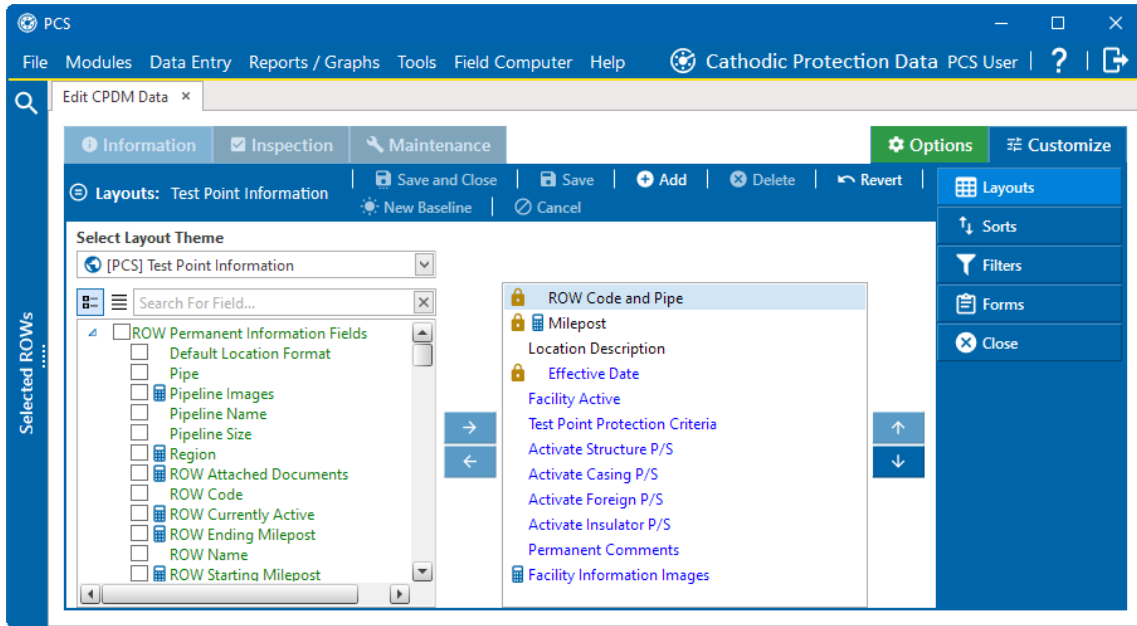 PCS
File Modules Data Entry Reports / Graphs Tools Field Computer Help Cathodic Protection Data PCS User | ? |
Edit CPDM Data ×
Information Inspection Maintenance Options Customize
Layouts: Test Point Information | Save and Close | Save | Add | Delete | Revert |
New Baseline | Cancel
Layouts
Sorts
Filters
Forms
Close
Selected ROWs
Select Layout Theme
[PCS] Test Point Information
Search For Field...
ROW Permanent Information Fields
Default Location Format
Pipe
Pipeline Images
Pipeline Name
Pipeline Size
Region
ROW Attached Documents
ROW Code
ROW Currently Active
ROW Ending Milepost
ROW Name
ROW Starting Milepost
ROW Code and Pipe
Milepost
Location Description
Effective Date
Facility Active
Test Point Protection Criteria
Activate Structure P/S
Activate Casing P/S
Activate Foreign P/S
Activate Insulator P/S
Permanent Comments
Facility Information Images